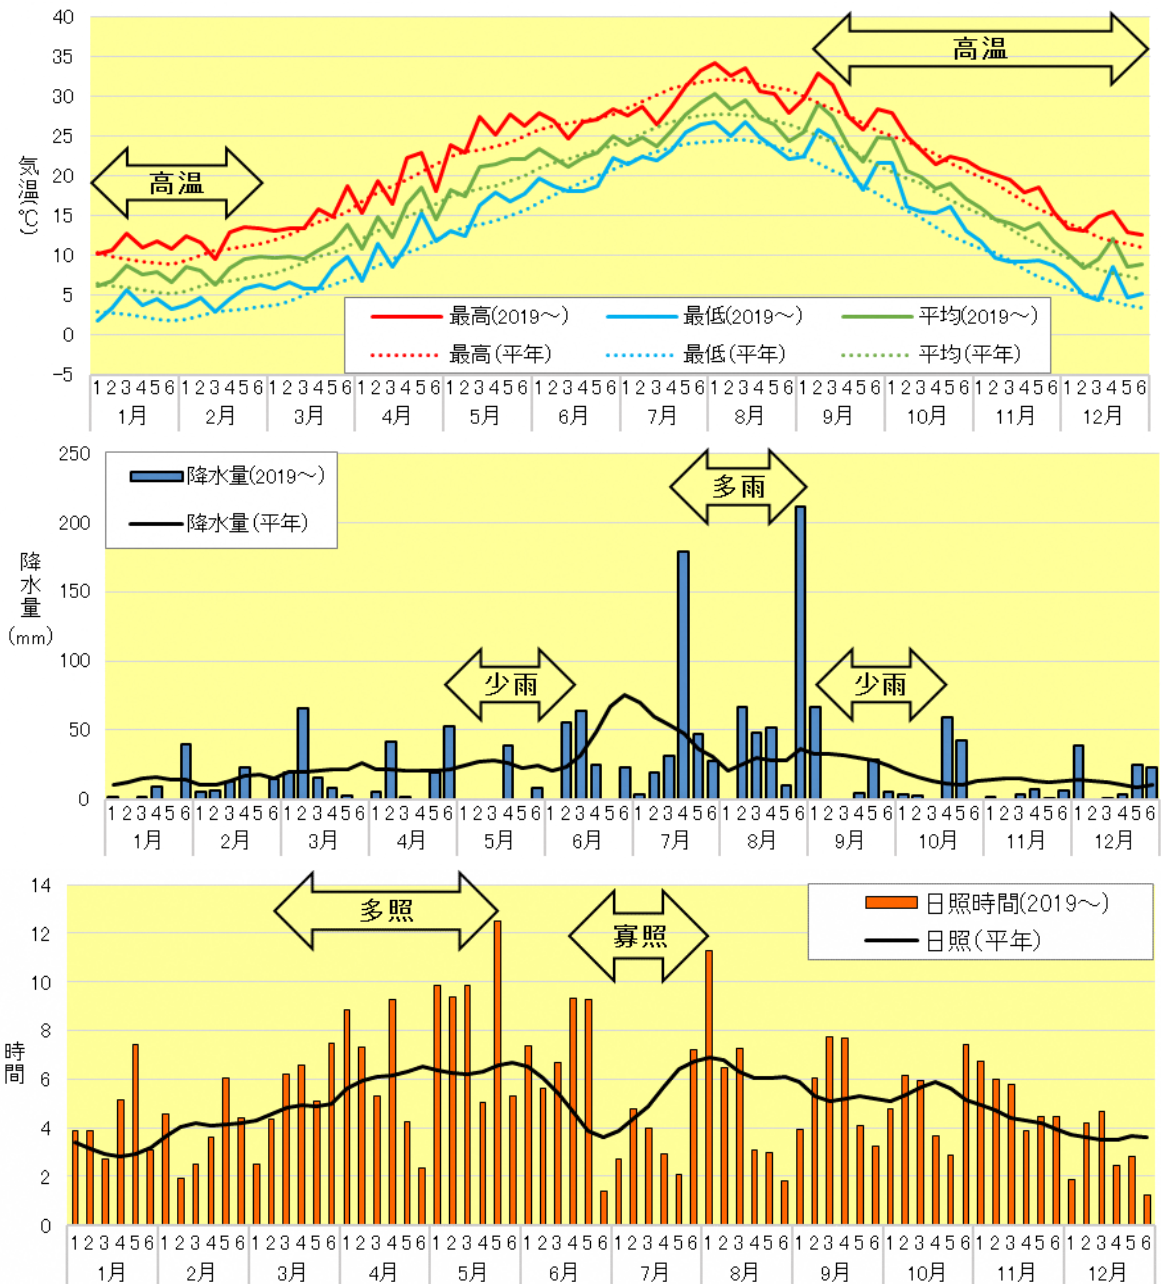 40
35
30
25
20
15
10
5
0
-5
気温(℃)
高温
高温
最高(2019～)
最低(2019～)
平均(2019～)
最高(平年)
最低(平年)
平均(平年)
1 2 3 4 5 6 1 2 3 4 5 6 1 2 3 4 5 6 1 2 3 4 5 6 1 2 3 4 5 6 1 2 3 4 5 6 1 2 3 4 5 6 1 2 3 4 5 6 1 2 3 4 5 6 1 2 3 4 5 6 1 2 3 4 5 6 1 2 3 4 5 6
1月 2月 3月 4月 5月 6月 7月 8月 9月 10月 11月 12月
250
200
150
100
50
0
降水量(mm)
降水量(2019～)
降水量(平年)
多雨
少雨
少雨
1 2 3 4 5 6 1 2 3 4 5 6 1 2 3 4 5 6 1 2 3 4 5 6 1 2 3 4 5 6 1 2 3 4 5 6 1 2 3 4 5 6 1 2 3 4 5 6 1 2 3 4 5 6 1 2 3 4 5 6 1 2 3 4 5 6 1 2 3 4 5 6
1月 2月 3月 4月 5月 6月 7月 8月 9月 10月 11月 12月
14
12
10
8
6
4
2
0
時間
多照
寡照
日照時間(2019～)
日照(平年)
1 2 3 4 5 6 1 2 3 4 5 6 1 2 3 4 5 6 1 2 3 4 5 6 1 2 3 4 5 6 1 2 3 4 5 6 1 2 3 4 5 6 1 2 3 4 5 6 1 2 3 4 5 6 1 2 3 4 5 6 1 2 3 4 5 6 1 2 3 4 5 6
1月 2月 3月 4月 5月 6月 7月 8月 9月 10月 11月 12月